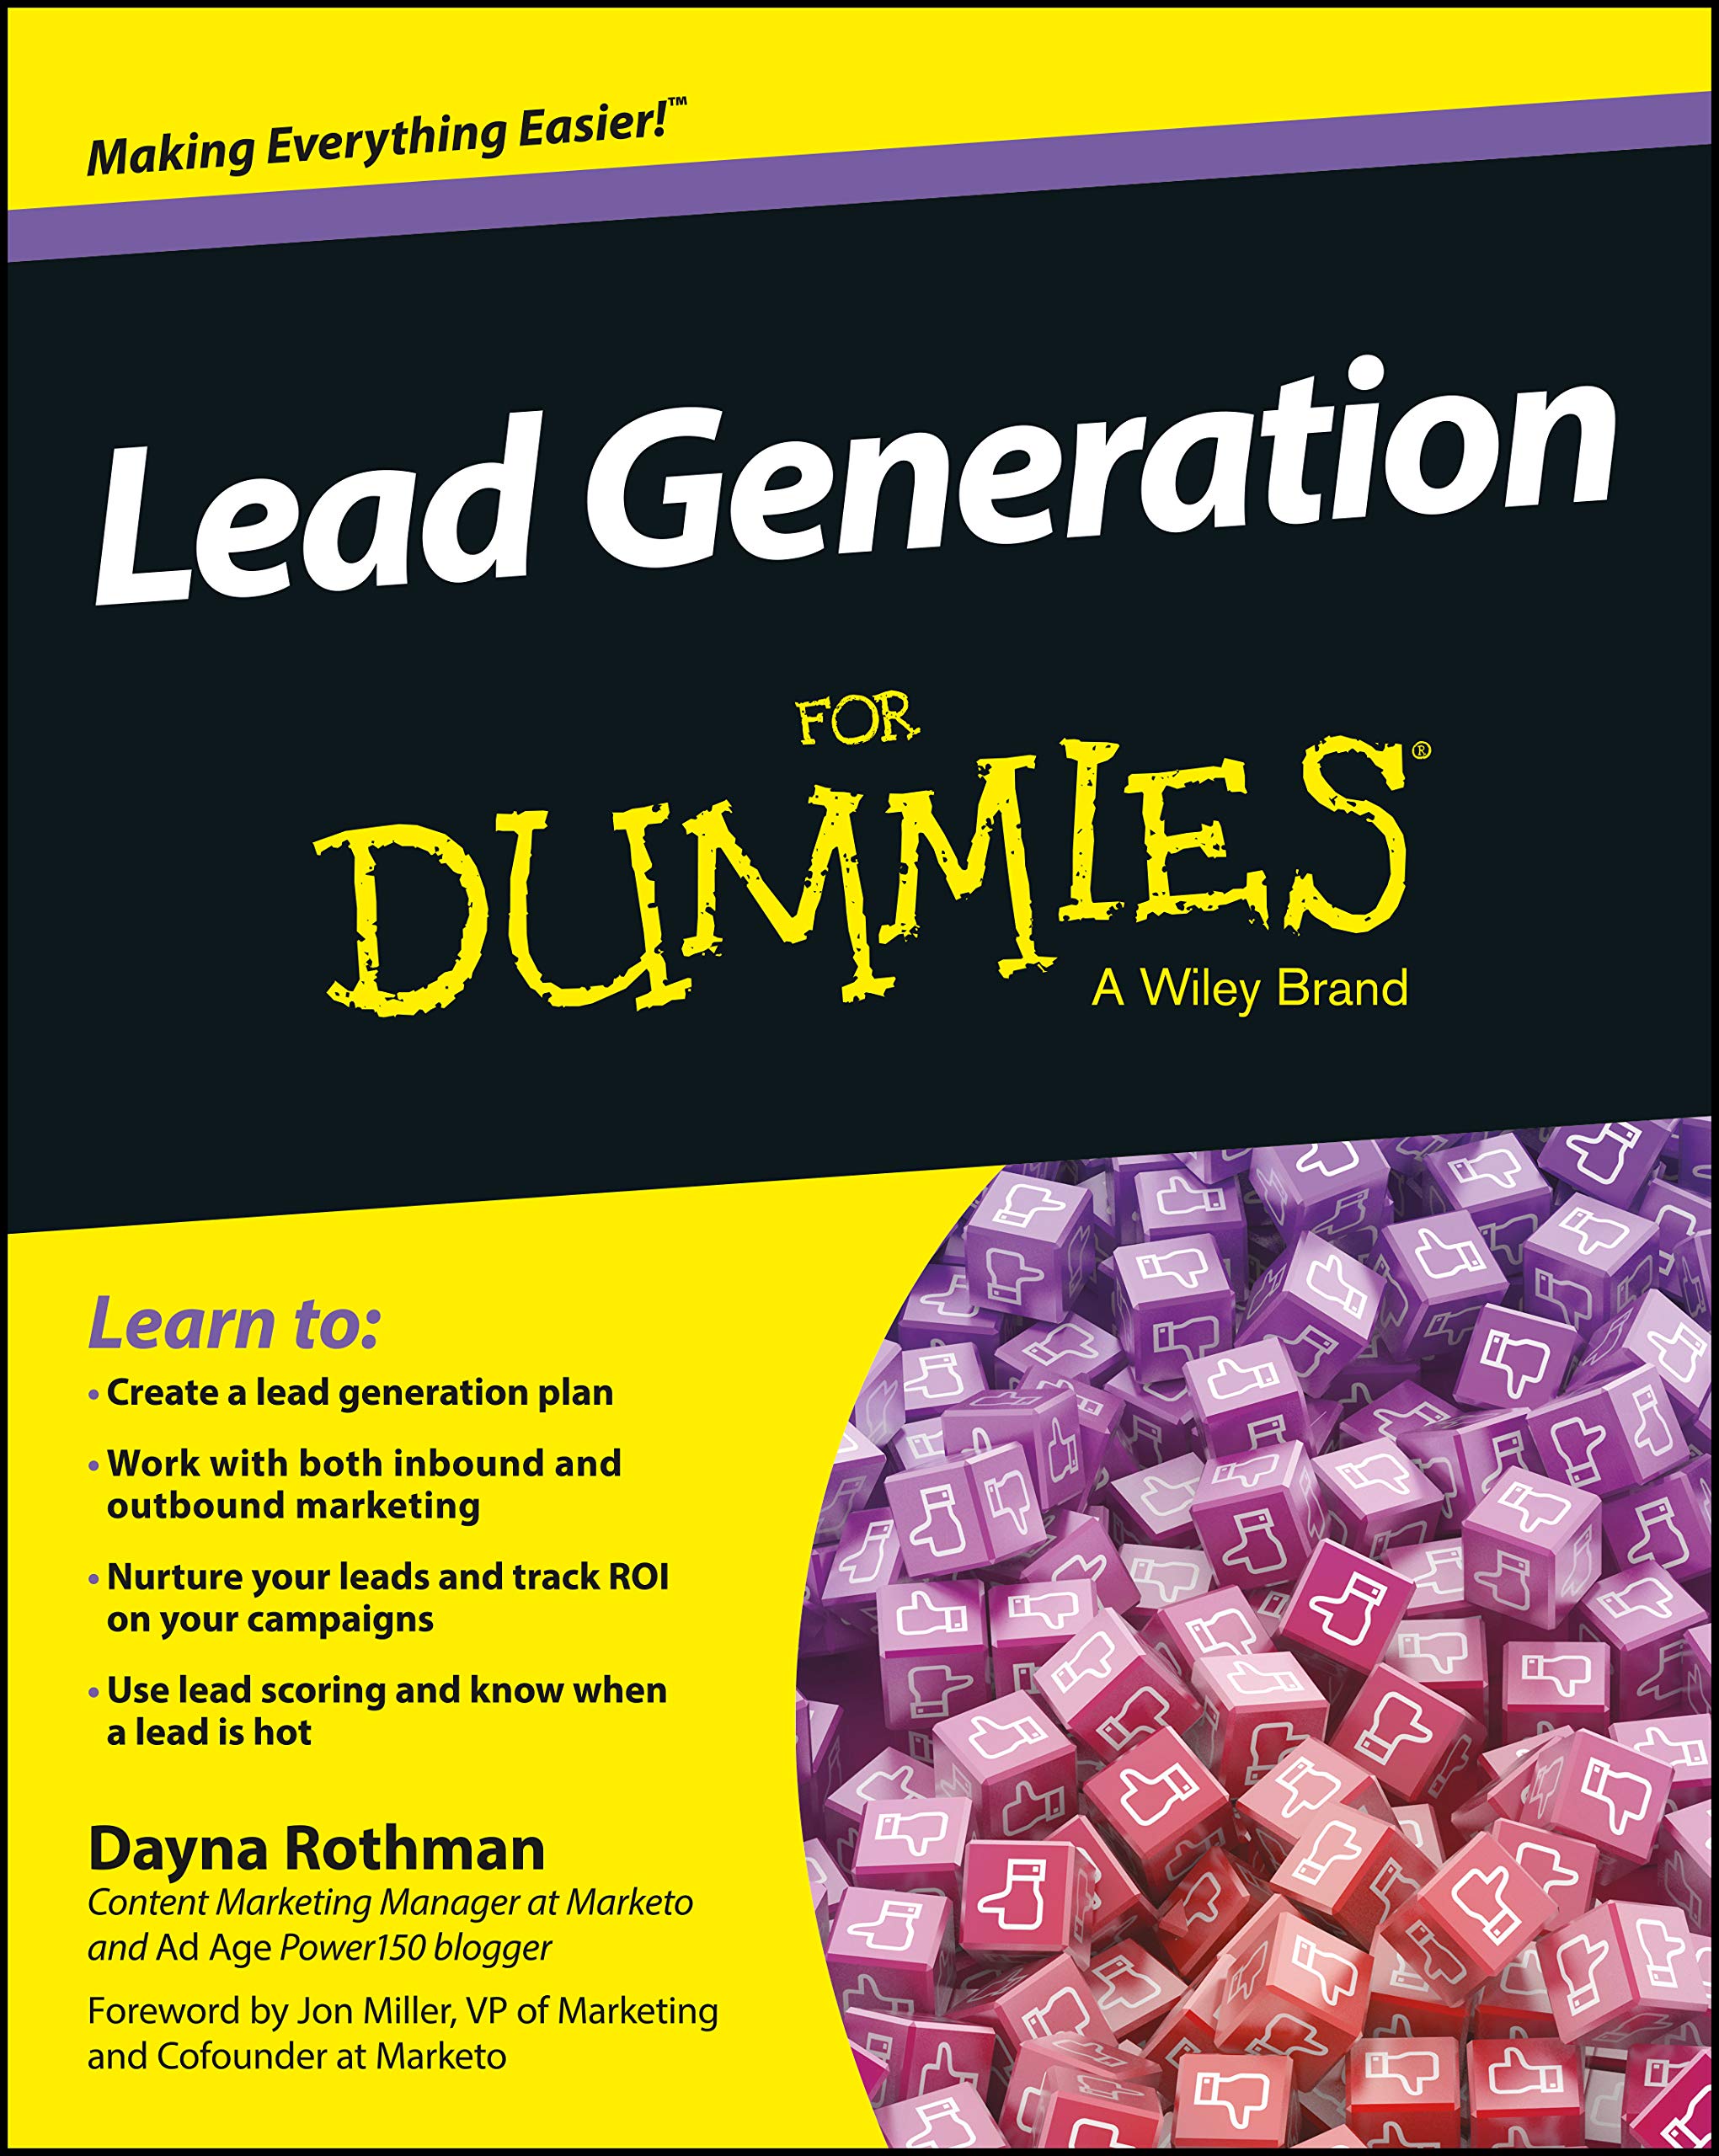 Making Everything Easier!™
Lead Generation
FOR
DUMMIES®
A Wiley Brand
Learn to:
• Create a lead generation plan
• Work with both inbound and
outbound marketing
• Nurture your leads and track ROI
on your campaigns
• Use lead scoring and know when
a lead is hot
Dayna Rothman
Content Marketing Manager at Marketo
and Ad Age Power150 blogger
Foreword by Jon Miller, VP of Marketing
and Cofounder at Marketo